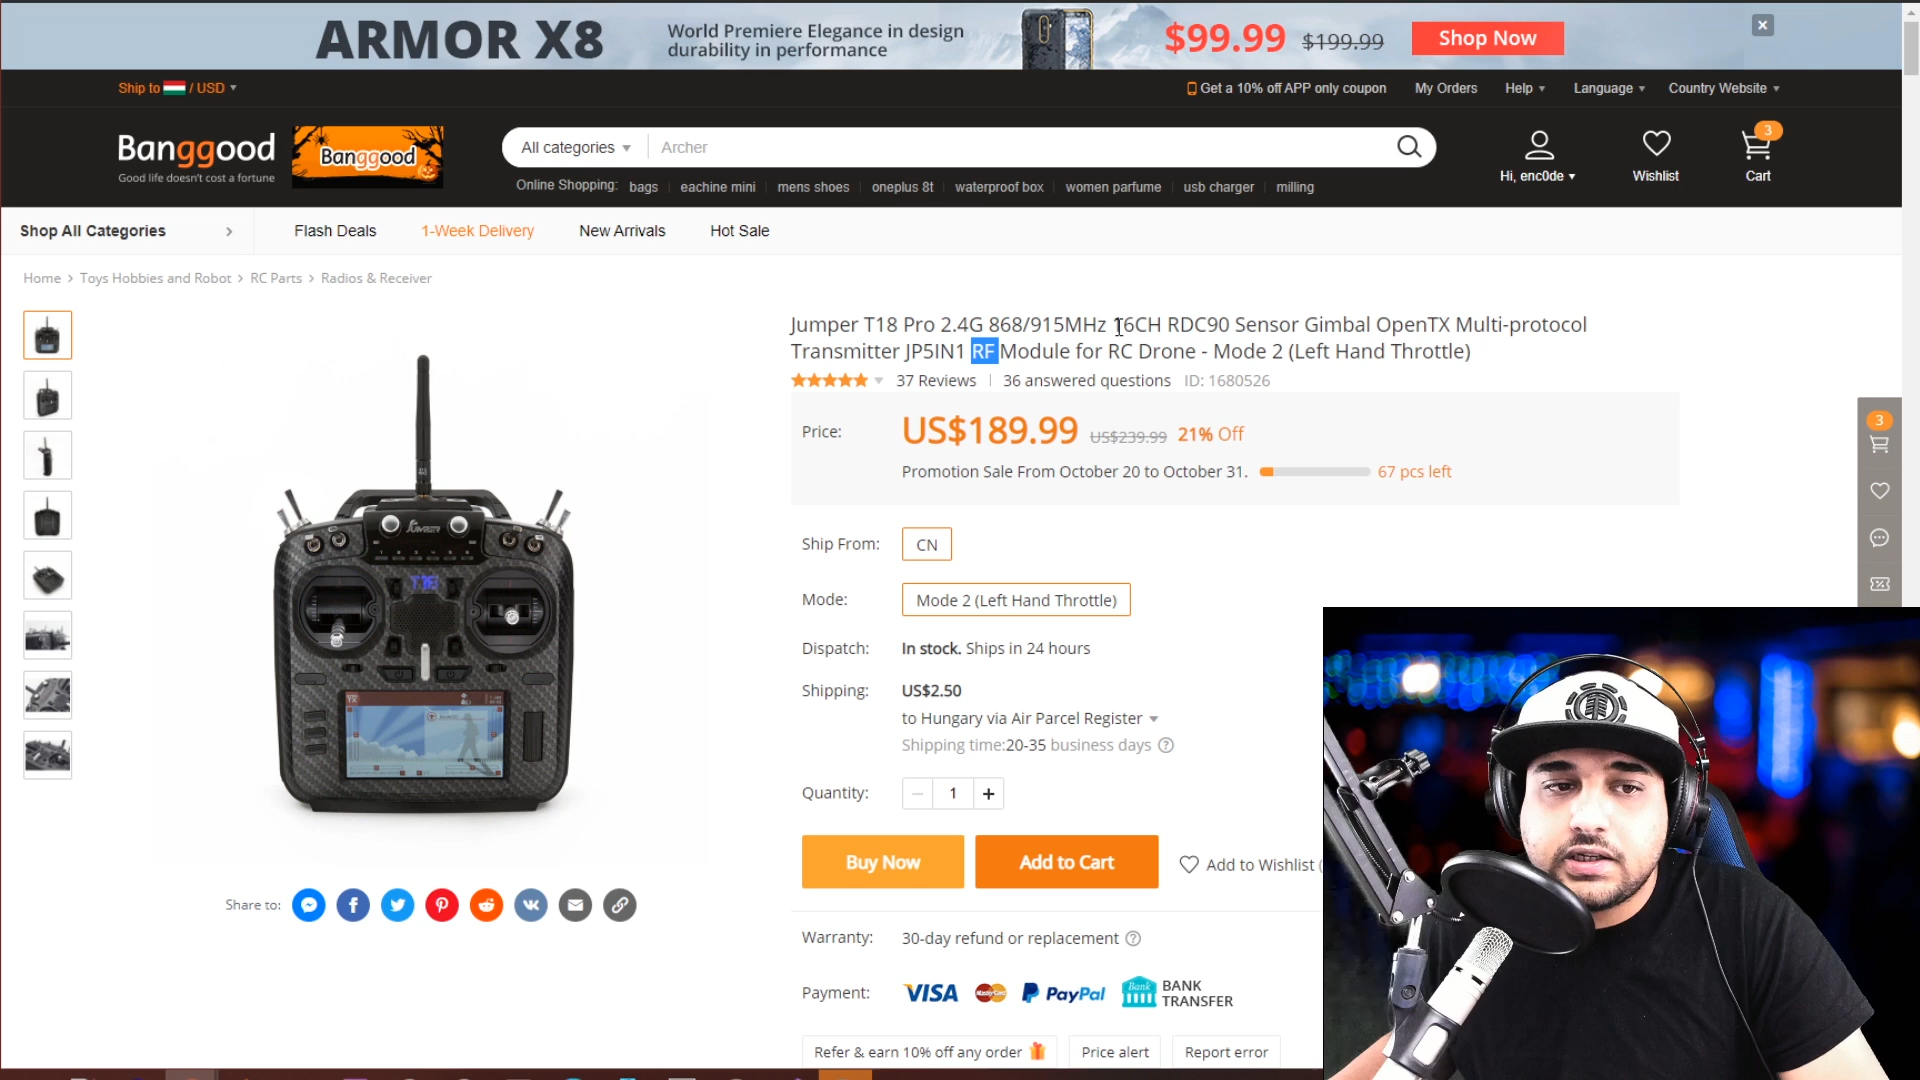 ARMOR X8
World Premiere Elegance in design
durability in performance
$99.99 $199.99
Shop Now
Ship to / USD
Get a 10% off APP only coupon
My Orders
Help
Language
Country Website
Banggood
Good life doesn't cost a fortune
Banggood
All categories
Archer
Online Shopping: bags eachine mini mens shoes oneplus 8t waterproof box women parfume usb charger milling
Hi, enc0de
Wishlist
3
Cart
Shop All Categories
Flash Deals
1-Week Delivery
New Arrivals
Hot Sale
Home > Toys Hobbies and Robot > RC Parts > Radios & Receiver
Jumper T18 Pro 2.4G 868/915MHz 16CH RDC90 Sensor Gimbal OpenTX Multi-protocol
Transmitter JP5IN1 RF Module for RC Drone - Mode 2 (Left Hand Throttle)
37 Reviews | 36 answered questions ID: 1680526
Price: US$189.99 US$239.99 21% Off
Promotion Sale From October 20 to October 31. 67 pcs left
3
Ship From: CN
Mode: Mode 2 (Left Hand Throttle)
Dispatch: In stock. Ships in 24 hours
Shipping: US$2.50
to Hungary via Air Parcel Register
Shipping time:20-35 business days
Quantity: 1 +
Buy Now
Add to Cart
Add to Wishlist (
JUMPER
T18
Share to:
Warranty: 30-day refund or replacement
Payment: VISA MasterCard PayPal Bank BANK
TRANSFER
Refer & earn 10% off any order
Price alert
Report error